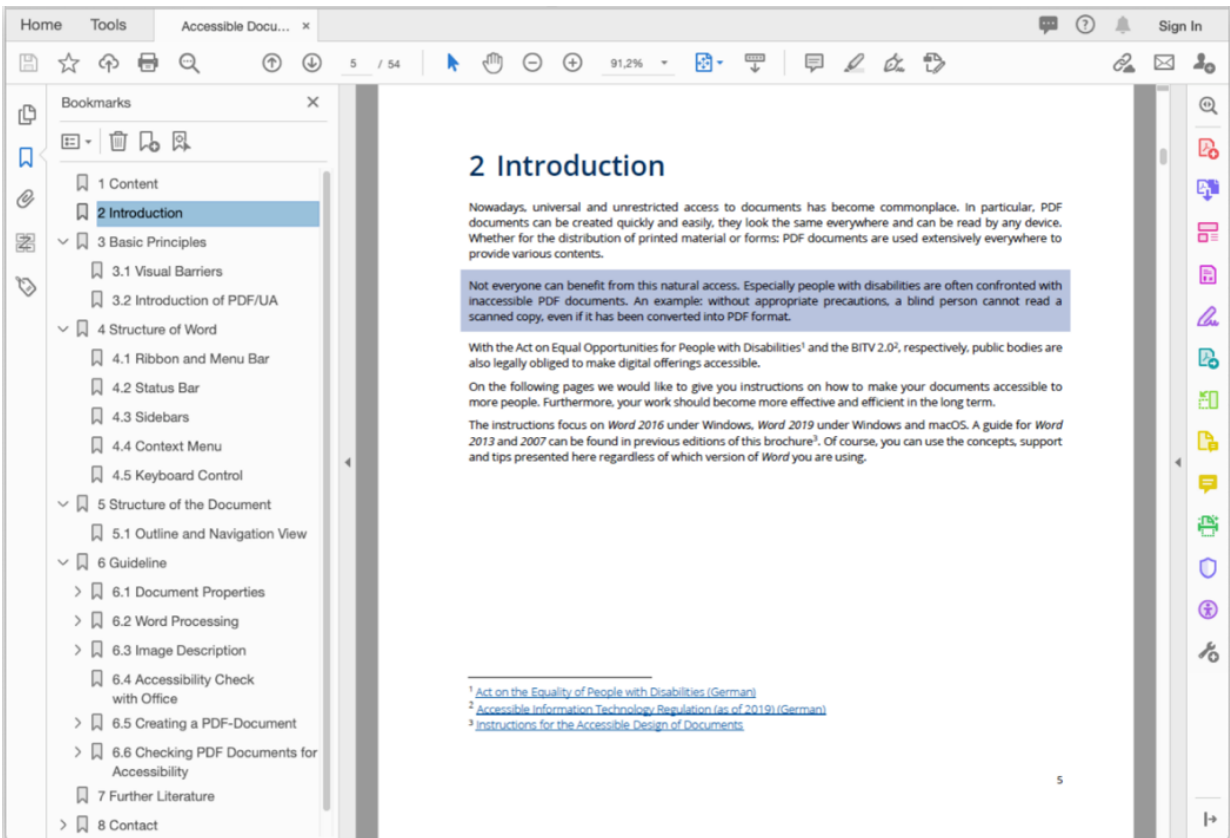 Home Tools Accessible Docu... × Sign In
5 / 54 91,2%
Bookmarks
1 Content
2 Introduction
3 Basic Principles
3.1 Visual Barriers
3.2 Introduction of PDF/UA
4 Structure of Word
4.1 Ribbon and Menu Bar
4.2 Status Bar
4.3 Sidebars
4.4 Context Menu
4.5 Keyboard Control
5 Structure of the Document
5.1 Outline and Navigation View
6 Guideline
6.1 Document Properties
6.2 Word Processing
6.3 Image Description
6.4 Accessibility Check
with Office
6.5 Creating a PDF-Document
6.6 Checking PDF Documents for
Accessibility
7 Further Literature
8 Contact
2 Introduction
Nowadays, universal and unrestricted access to documents has become commonplace. In particular, PDF
documents can be created quickly and easily, they look the same everywhere and can be read by any device.
Whether for the distribution of printed material or forms: PDF documents are used extensively everywhere to
provide various contents.
Not everyone can benefit from this natural access. Especially people with disabilities are often confronted with
inaccessible PDF documents. An example: without appropriate precautions, a blind person cannot read a
scanned copy, even if it has been converted into PDF format.
With the Act on Equal Opportunities for People with Disabilities¹ and the BITV 2.0², respectively, public bodies are
also legally obliged to make digital offerings accessible.
On the following pages we would like to give you instructions on how to make your documents accessible to
more people. Furthermore, your work should become more effective and efficient in the long term.
The instructions focus on Word 2016 under Windows, Word 2019 under Windows and macOS. A guide for Word
2013 and 2007 can be found in previous editions of this brochure³. Of course, you can use the concepts, support
and tips presented here regardless of which version of Word you are using.
¹ Act on the Equality of People with Disabilities (German)
² Accessible Information Technology Regulation (as of 2019) (German)
³ Instructions for the Accessible Design of Documents
5